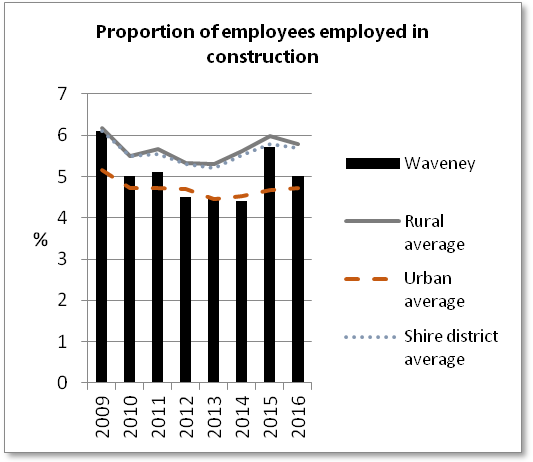 Proportion of employees employed in
construction
7
6
5
4
3
2
1
0
%
2009
2010
2011
2012
2013
2014
2015
2016
Waveney
Rural
average
Urban
average
Shire district
average